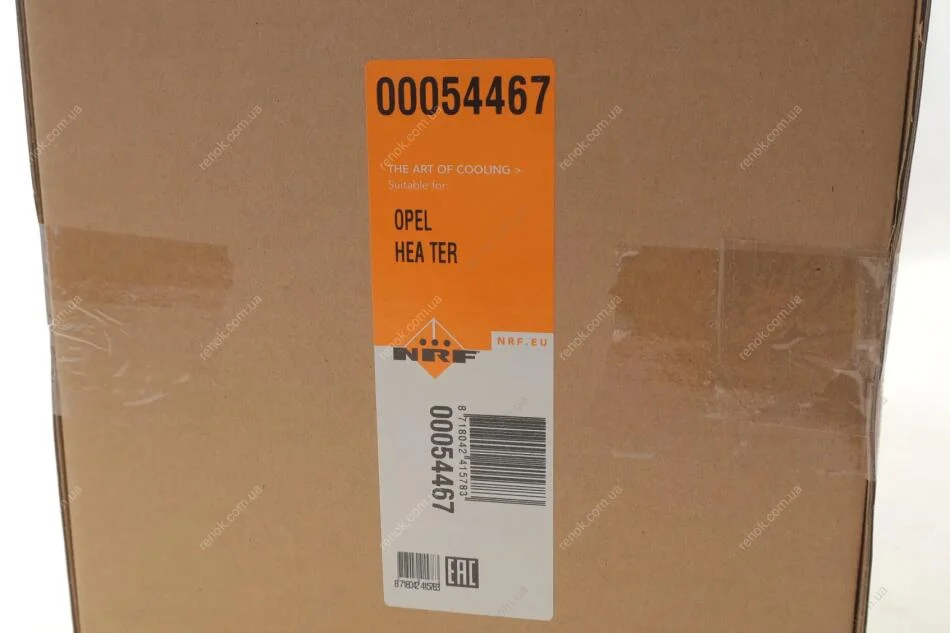 00054467
THE ART OF COOLING >
Suitable for:
OPEL
HEA TER
NRF.EU
NRF
00054467
8 718042 415783
8 718042 415783
EAC
renok.com.ua